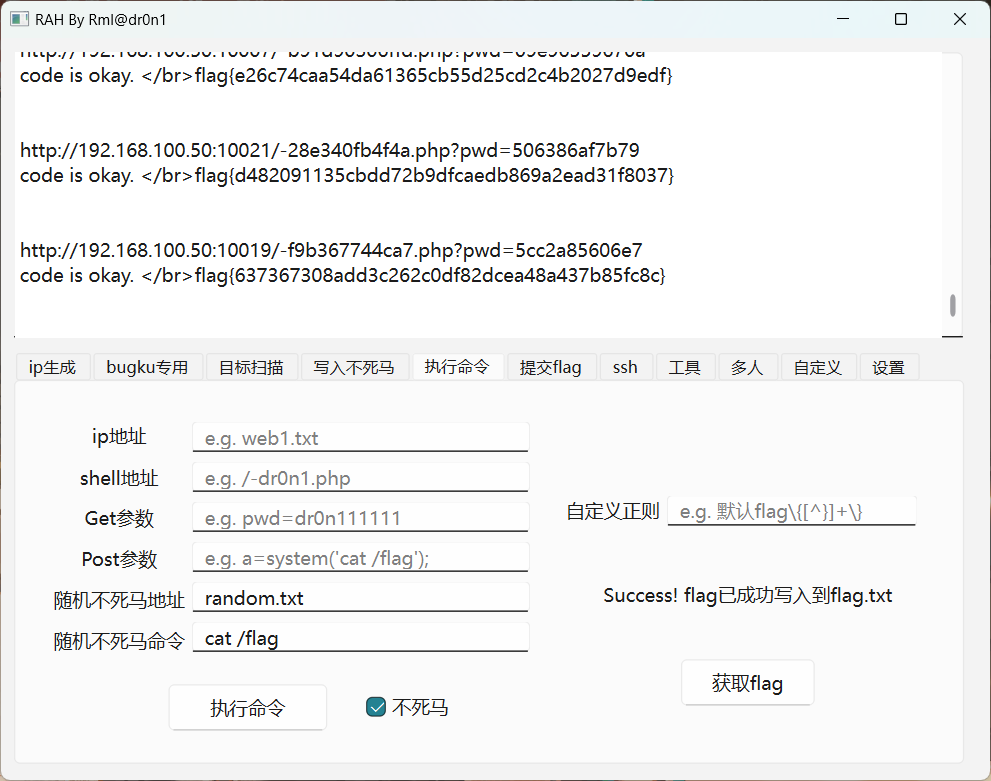 RAH By Rml@dr0n1
code is okay. </br>flag{e26c74caa54da61365cb55d25cd2c4b2027d9edf}
http://192.168.100.50:10021/-28e340fb4f4a.php?pwd=506386af7b79
code is okay. </br>flag{d482091135cbdd72b9dfcaedb869a2ead31f8037}
http://192.168.100.50:10019/-f9b367744ca7.php?pwd=5cc2a85606e7
code is okay. </br>flag{637367308add3c262c0df82dcea48a437b85fc8c}
ip生成 bugku专用 目标扫描 写入不死马 执行命令 提交flag ssh 工具 多人 自定义 设置
ip地址 e.g. web1.txt
shell地址 e.g. /-dr0n1.php
Get参数 e.g. pwd=dr0n111111
自定义正则 e.g. 默认flag\{[^}]+\}
Post参数 e.g. a=system('cat /flag');
随机不死马地址 random.txt
Success! flag已成功写入到flag.txt
随机不死马命令 cat /flag
获取flag
执行命令 不死马